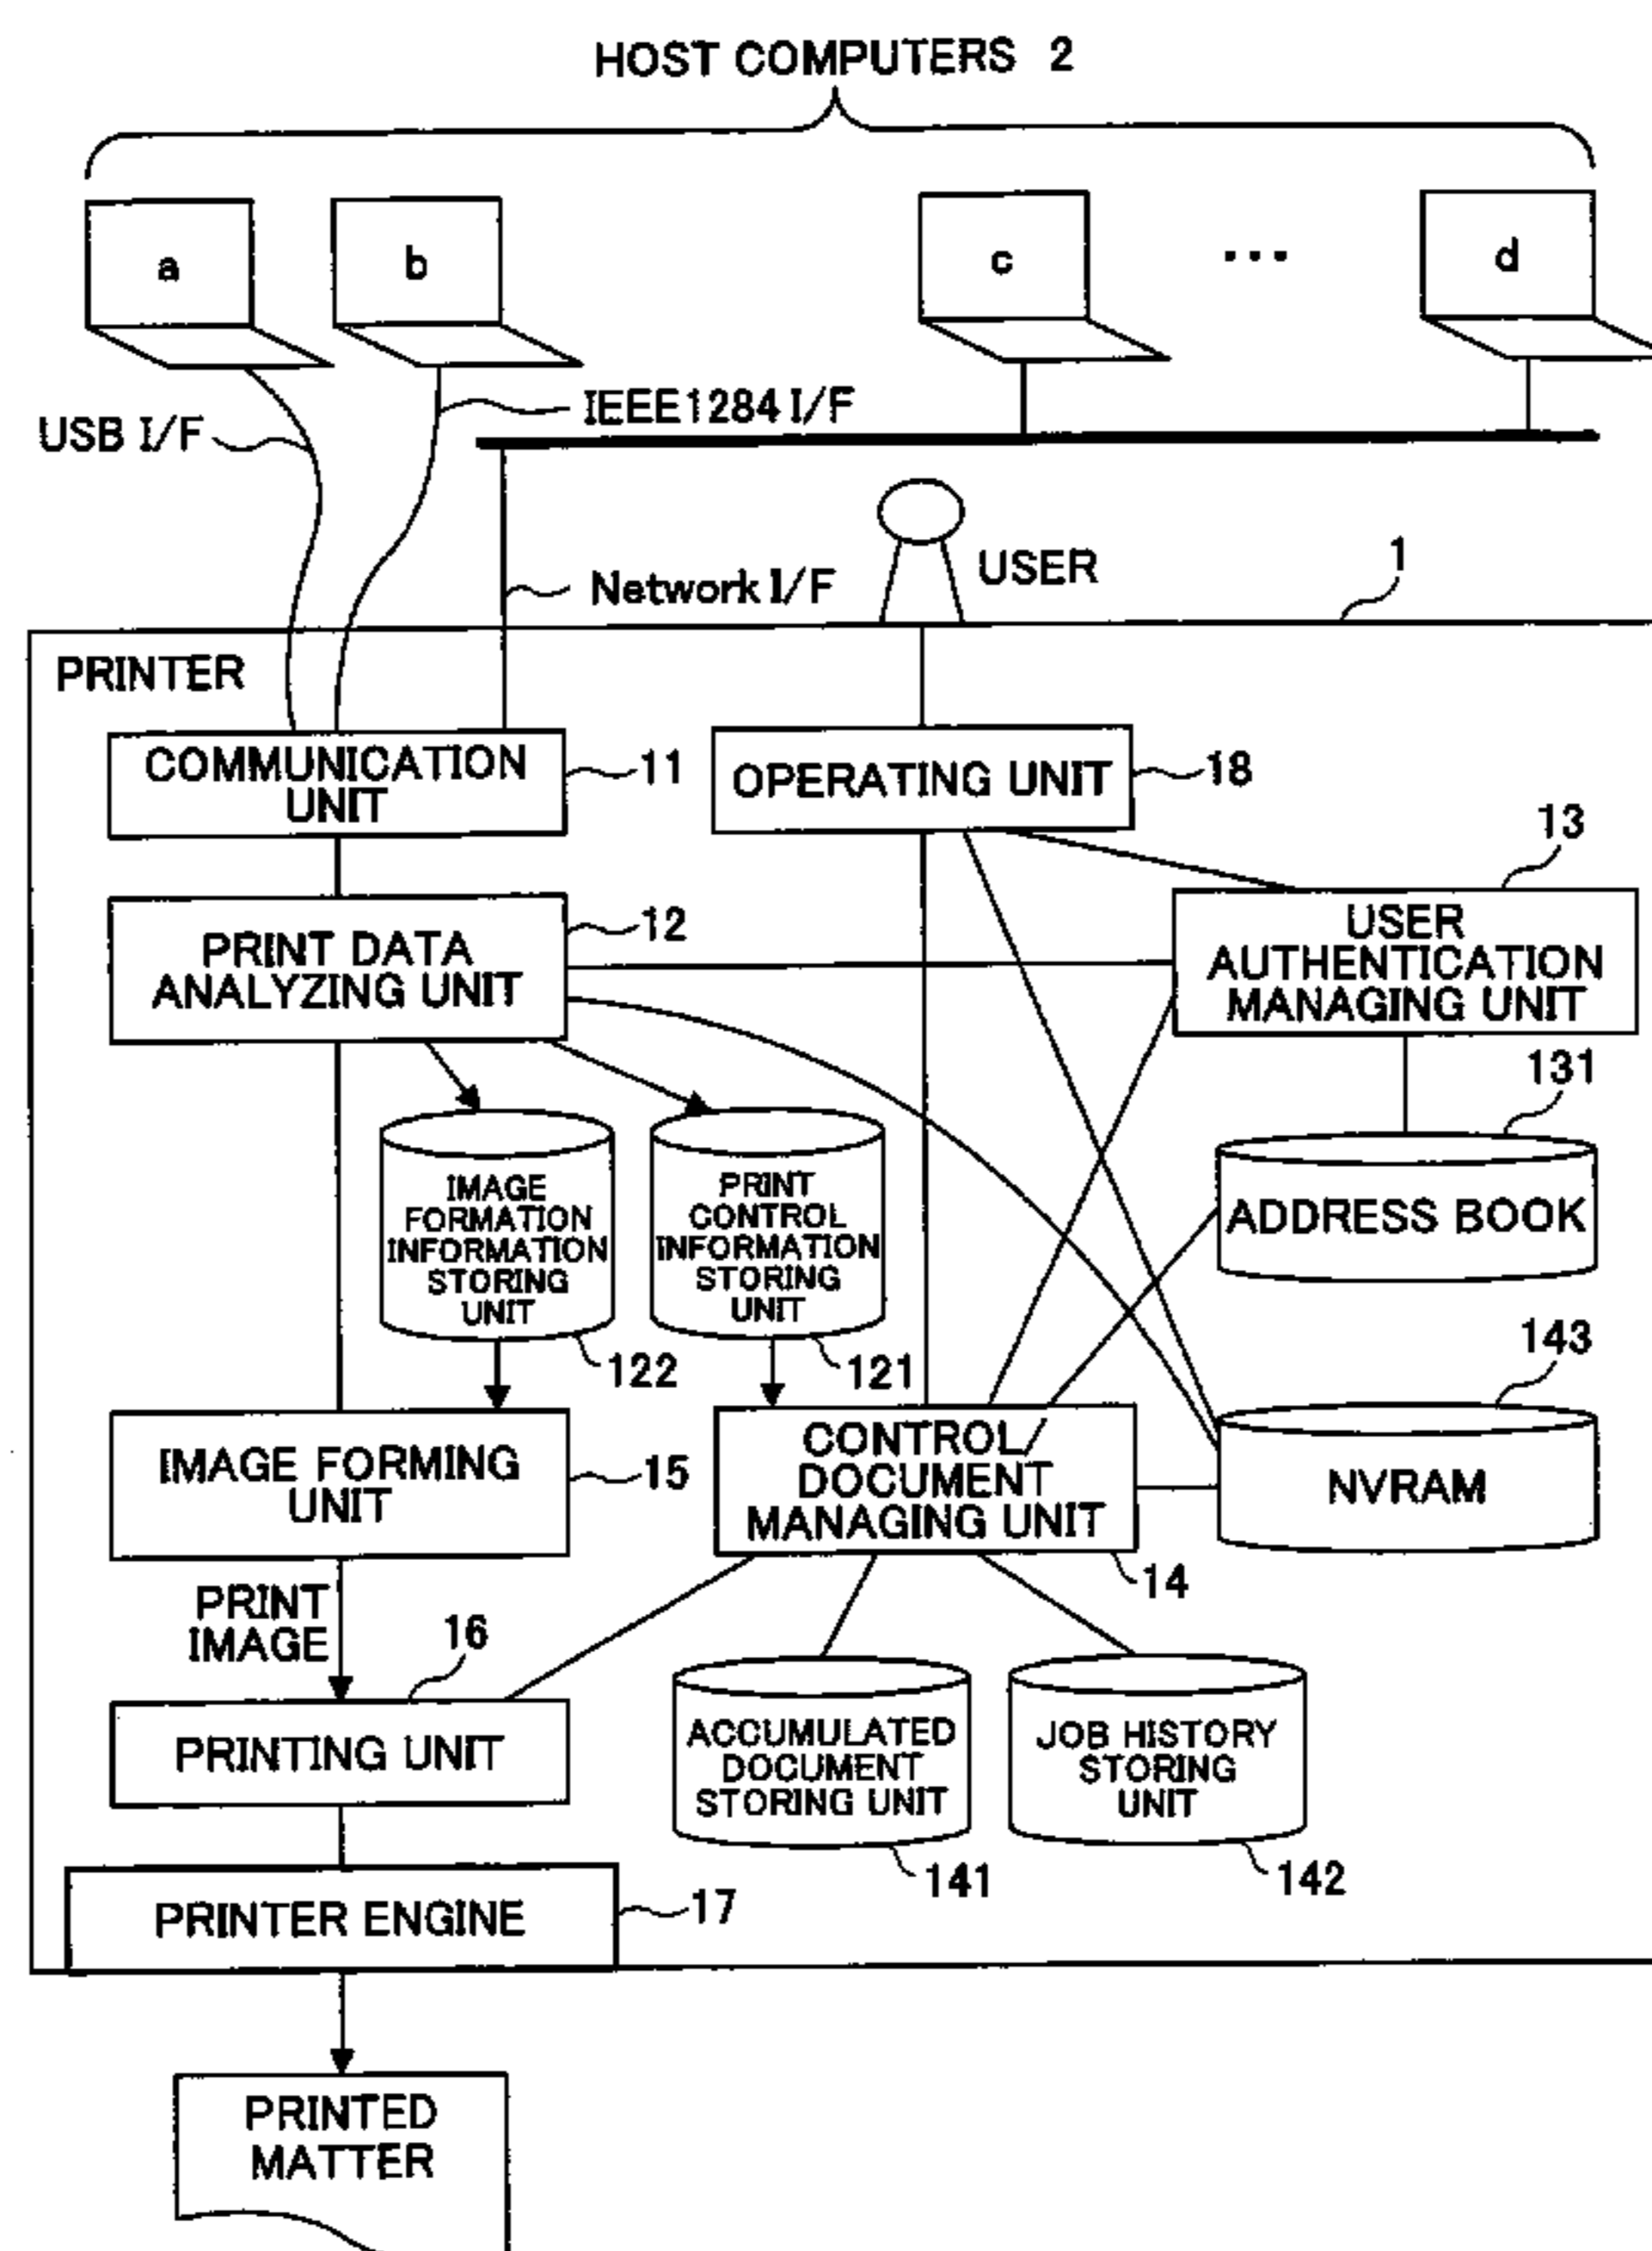 HOST COMPUTERS 2
a
b
c
...
d
USB I/F
IEEE1284 I/F
Network I/F
USER
1
PRINTER
COMMUNICATION
UNIT
11
OPERATING UNIT
18
13
PRINT DATA
ANALYZING UNIT
12
USER
AUTHENTICATION
MANAGING UNIT
131
IMAGE
FORMATION
INFORMATION
STORING
UNIT
122
PRINT
CONTROL
INFORMATION
STORING
UNIT
121
ADDRESS BOOK
143
IMAGE FORMING
UNIT
15
CONTROL
DOCUMENT
MANAGING UNIT
14
NVRAM
PRINT
IMAGE
16
PRINTING UNIT
ACCUMULATED
DOCUMENT
STORING UNIT
141
JOB HISTORY
STORING
UNIT
142
PRINTER ENGINE
17
PRINTED
MATTER